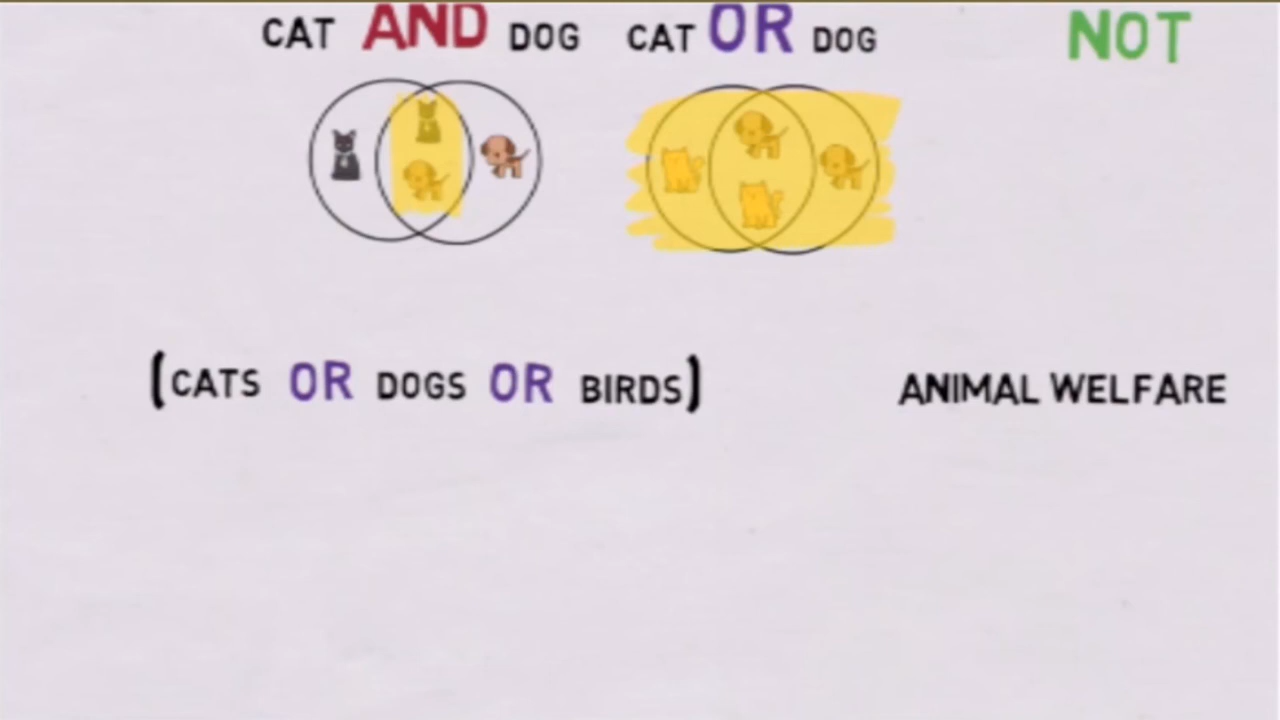 CAT AND DOG CAT OR DOG NOT
(CATS OR DOGS OR BIRDS) ANIMAL WELFARE